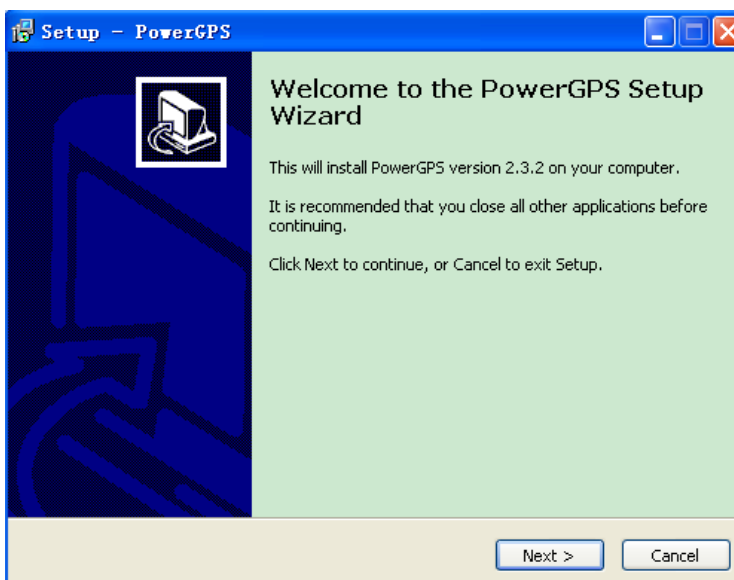 Setup - PowerGPS
Welcome to the PowerGPS Setup
Wizard
This will install PowerGPS version 2.3.2 on your computer.
It is recommended that you close all other applications before
continuing.
Click Next to continue, or Cancel to exit Setup.
Next >
Cancel